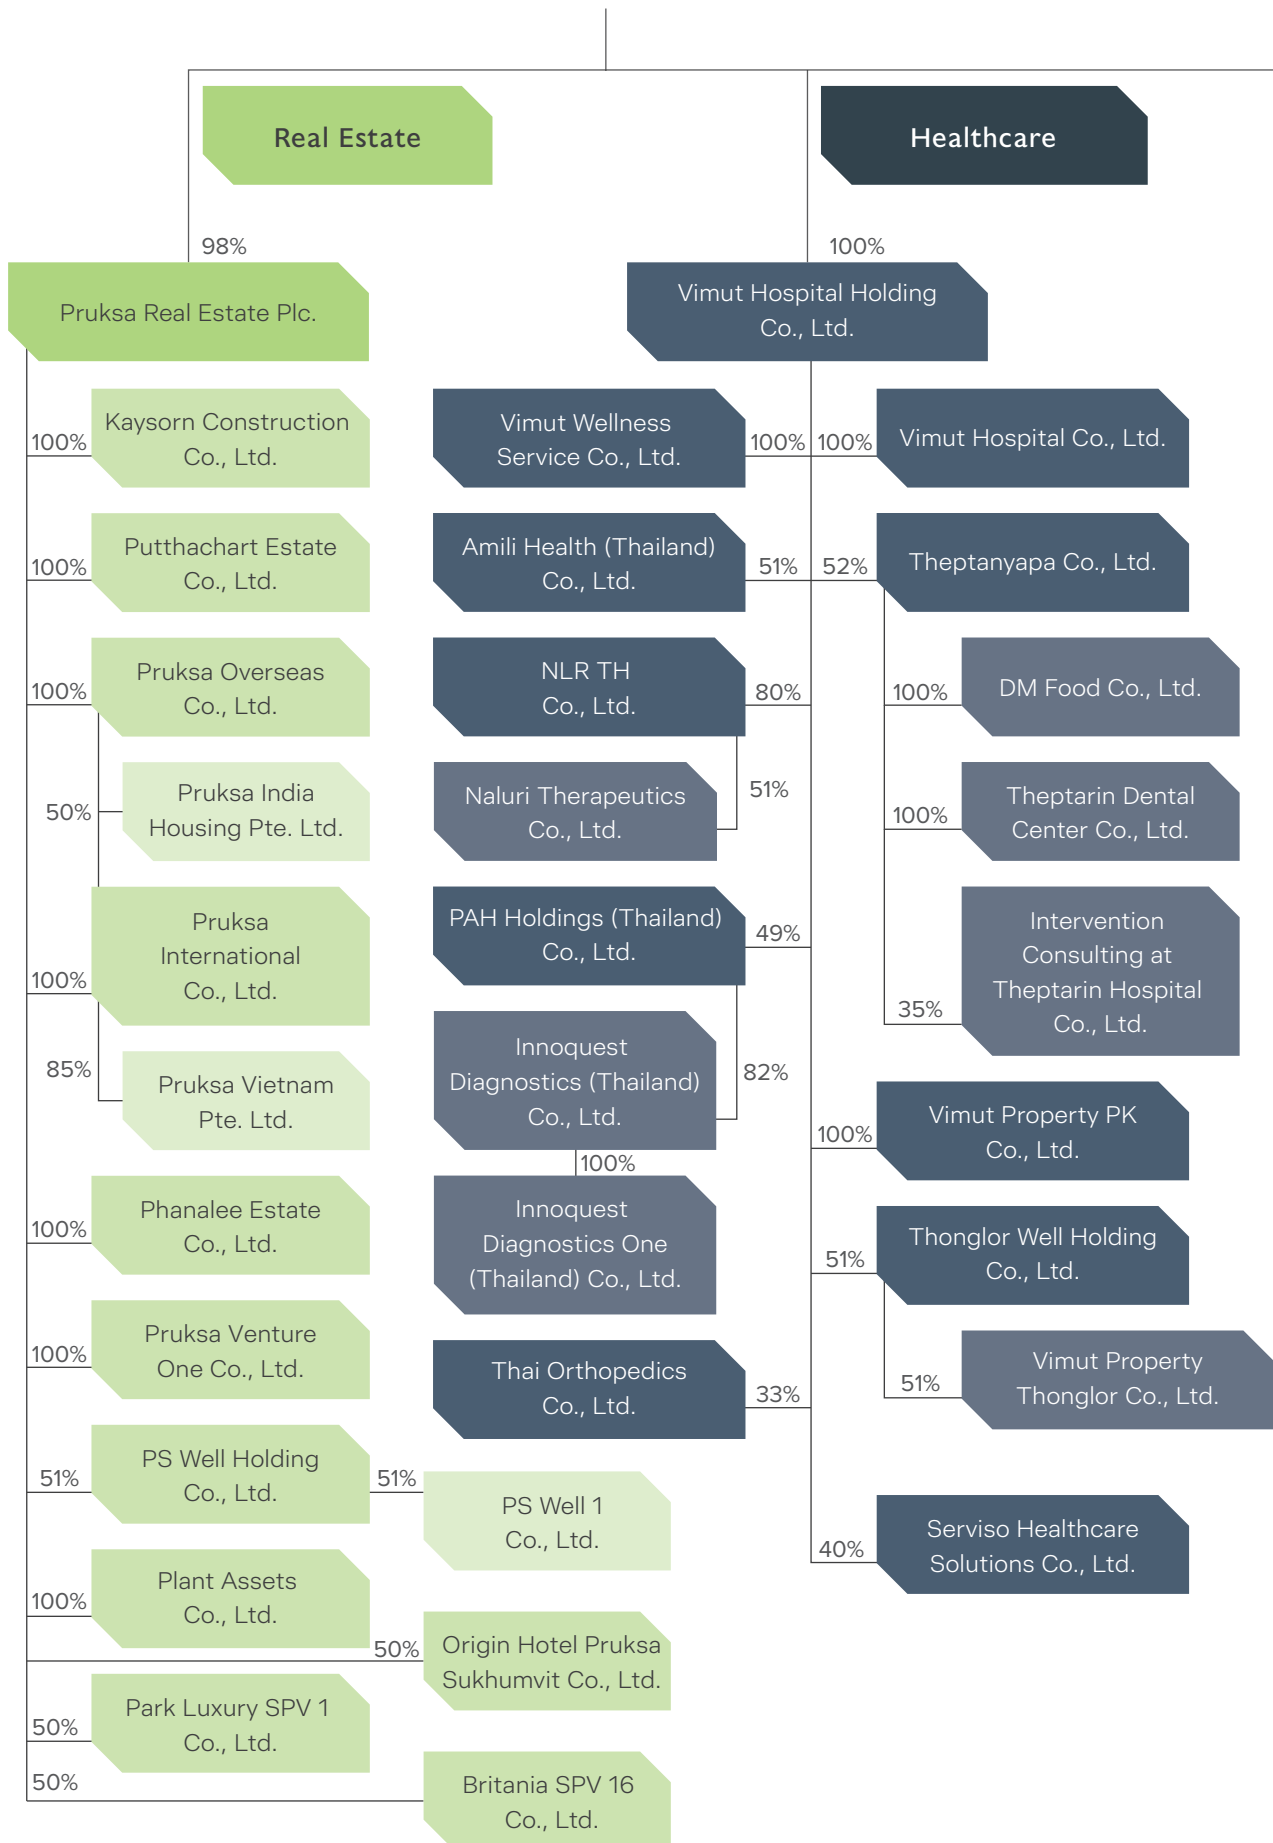 Real Estate
Healthcare
98%
100%
Pruksa Real Estate Plc.
Vimut Hospital Holding
Co., Ltd.
Kaysorn Construction
Co., Ltd.
100%
Putthachart Estate
Co., Ltd.
100%
Pruksa Overseas
Co., Ltd.
100%
Pruksa India
Housing Pte. Ltd.
50%
Pruksa
International
Co., Ltd.
100%
85%
Pruksa Vietnam
Pte. Ltd.
Phanalee Estate
Co., Ltd.
100%
Pruksa Venture
One Co., Ltd.
100%
PS Well Holding
Co., Ltd.
51%
51%
PS Well 1
Co., Ltd.
Plant Assets
Co., Ltd.
100%
50%
Origin Hotel Pruksa
Sukhumvit Co., Ltd.
Park Luxury SPV 1
Co., Ltd.
50%
50%
Britania SPV 16
Co., Ltd.
Vimut Wellness
Service Co., Ltd.
100%
100%
Vimut Hospital Co., Ltd.
Amili Health (Thailand)
Co., Ltd.
51%
52%
Theptanyapa Co., Ltd.
NLR TH
Co., Ltd.
80%
100%
DM Food Co., Ltd.
Naluri Therapeutics
Co., Ltd.
51%
100%
Theptarin Dental
Center Co., Ltd.
PAH Holdings (Thailand)
Co., Ltd.
49%
35%
Intervention
Consulting at
Theptarin Hospital
Co., Ltd.
Innoquest
Diagnostics (Thailand)
Co., Ltd.
82%
100%
Innoquest
Diagnostics One
(Thailand) Co., Ltd.
100%
Vimut Property PK
Co., Ltd.
51%
Thonglor Well Holding
Co., Ltd.
51%
Vimut Property
Thonglor Co., Ltd.
Thai Orthopedics
Co., Ltd.
33%
40%
Serviso Healthcare
Solutions Co., Ltd.